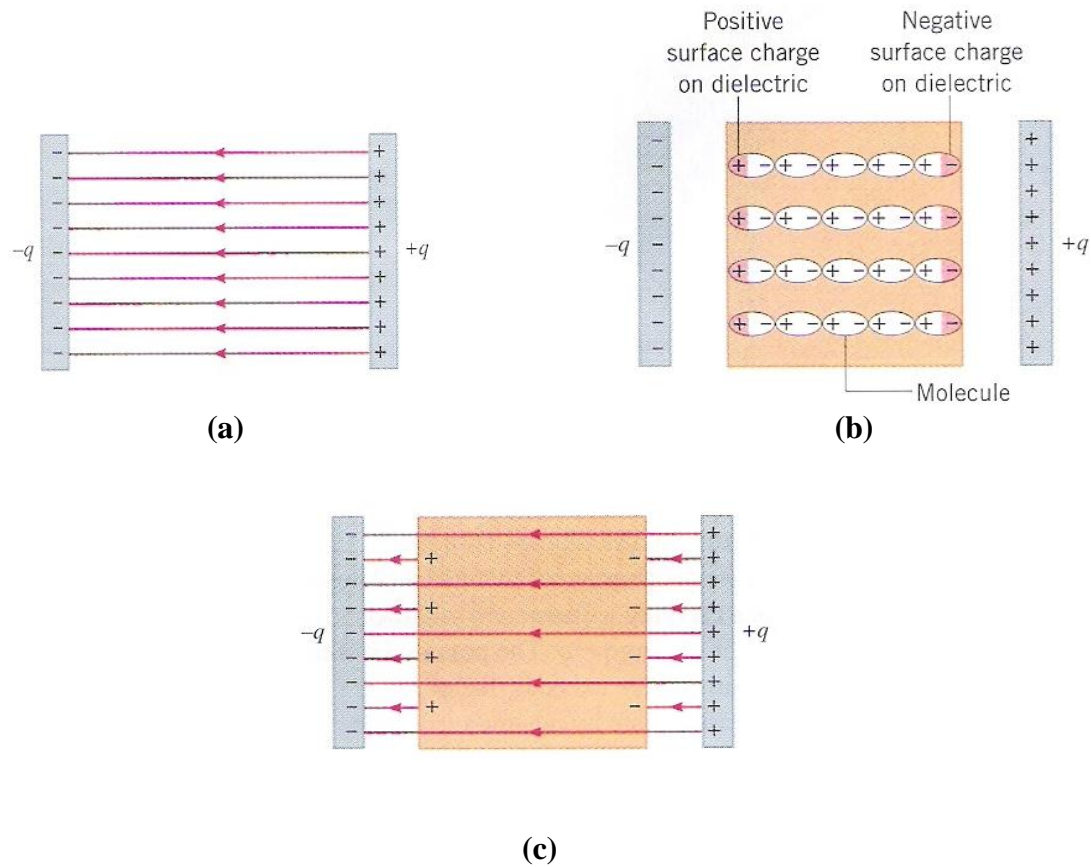 Positive
surface charge
on dielectric
Negative
surface charge
on dielectric
−q
+q
−q
+q
Molecule
(a)
(b)
−q
+q
(c)